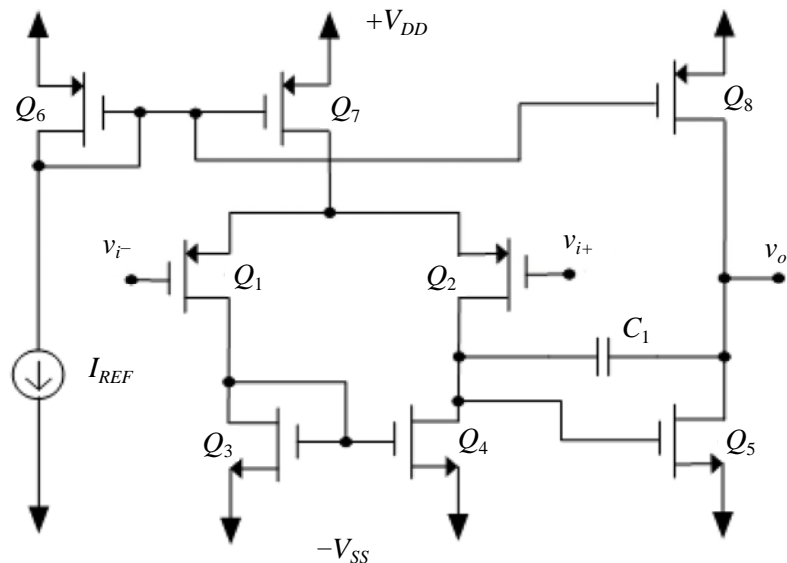 +V_DD
Q_6
Q_7
Q_8
v_i−
Q_1
Q_2
v_i+
v_o
C_1
I_REF
Q_3
Q_4
Q_5
−V_SS